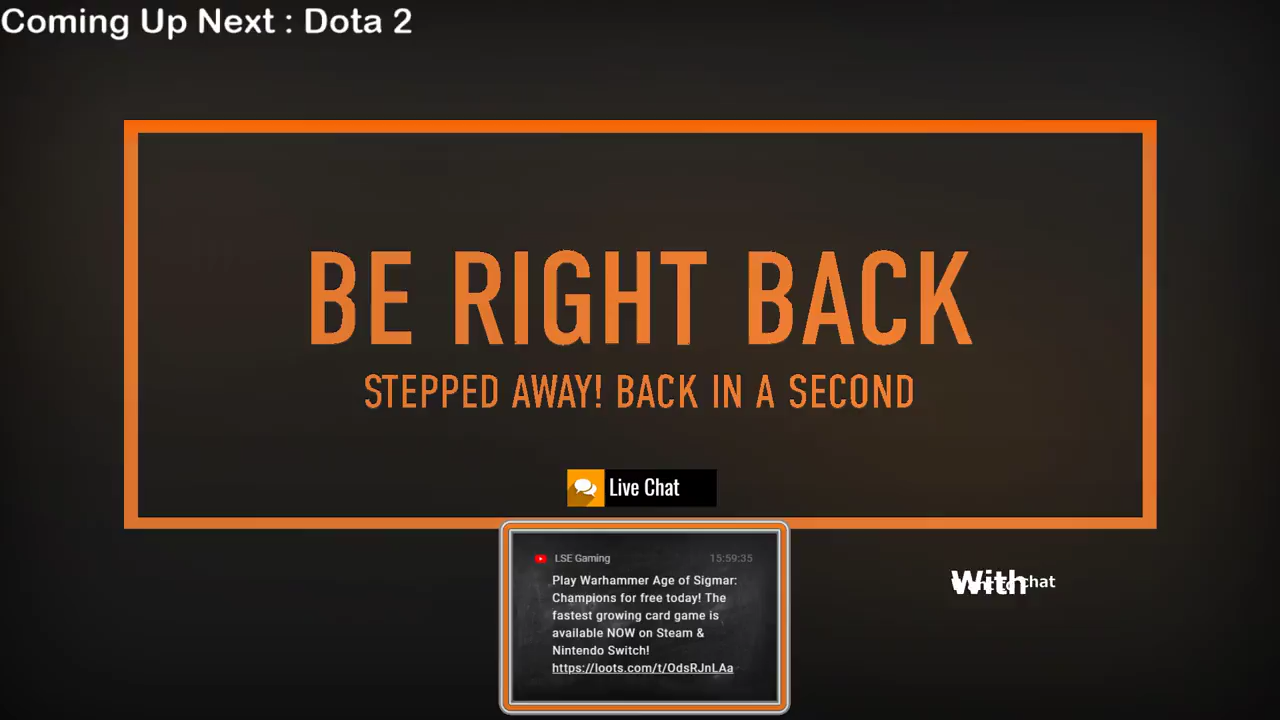 Coming Up Next : Dota 2
BE RIGHT BACK
STEPPED AWAY! BACK IN A SECOND
Live Chat
LSE Gaming 15:59:35
Play Warhammer Age of Sigmar:
Champions for free today! The
fastest growing card game is
available NOW on Steam &
Nintendo Switch!
https://loots.com/t/OdsRJnLAa
With chat